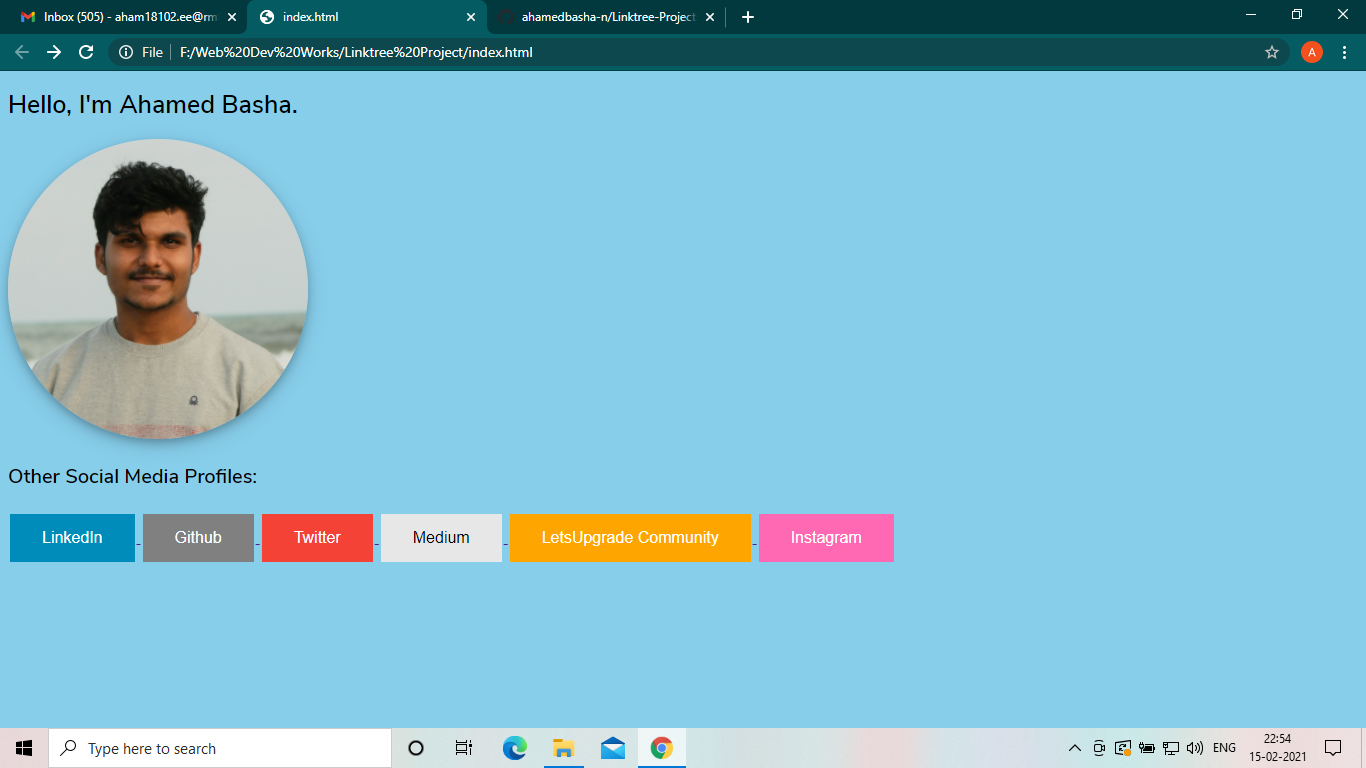 Inbox (505) - aham18102.ee@rm
index.html
ahamedbasha-n/Linktree-Project
File
F:/Web%20Dev%20Works/Linktree%20Project/index.html
A
Hello, I'm Ahamed Basha.
Other Social Media Profiles:
LinkedIn Github Twitter Medium LetsUpgrade Community Instagram
Type here to search
ENG
22:54
15-02-2021